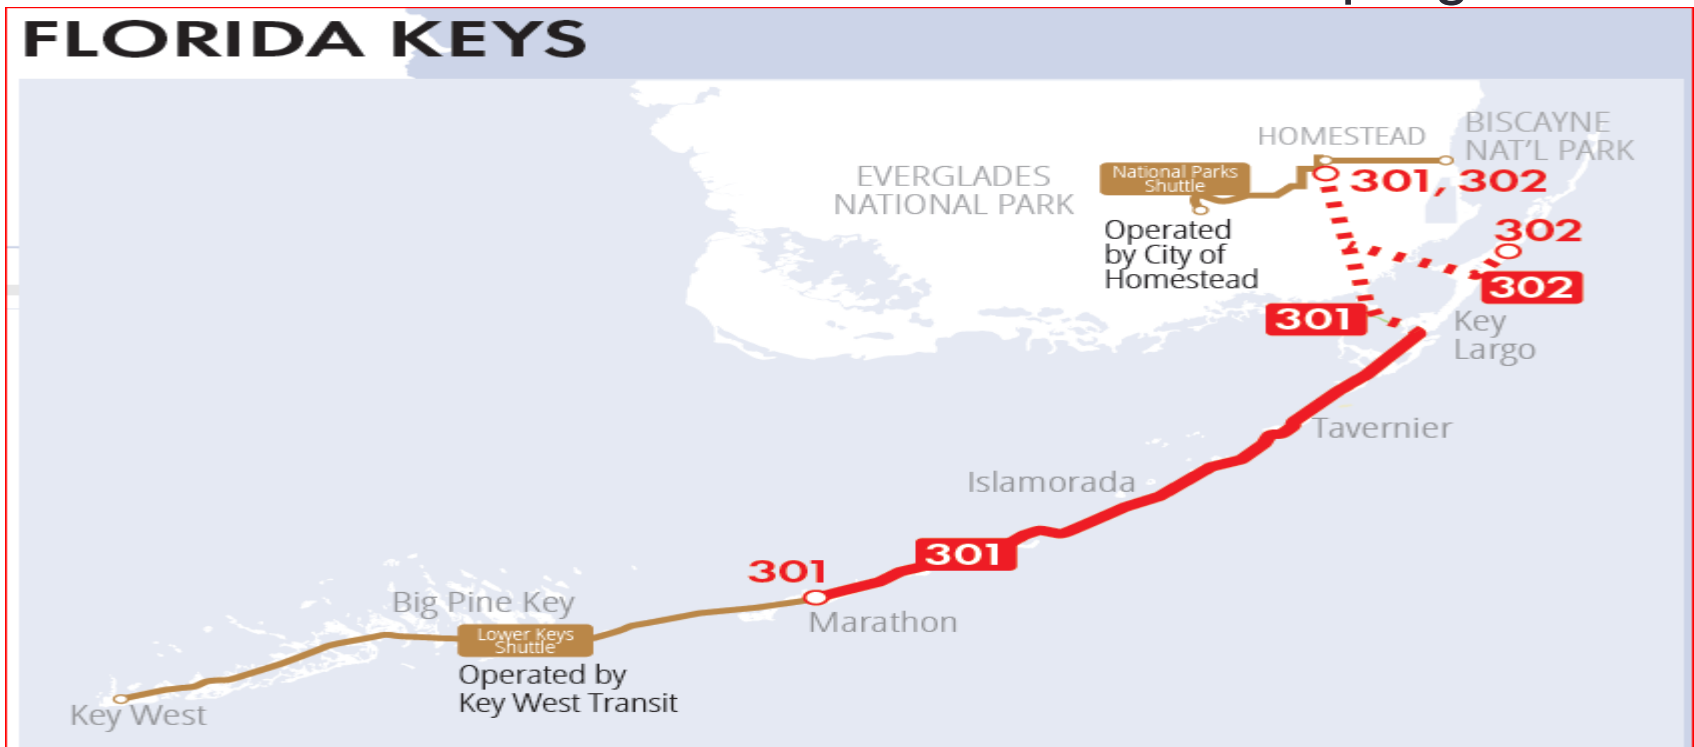 FLORIDA KEYS
HOMESTEAD
BISCAYNE
NAT'L PARK
EVERGLADES
NATIONAL PARK
National Parks
Shuttle
301, 302
Operated
by City of
Homestead
302
302
301
Key
Largo
Tavernier
Islamorada
301
301
Marathon
Big Pine Key
Lower Keys
Shuttle
Operated by
Key West Transit
Key West